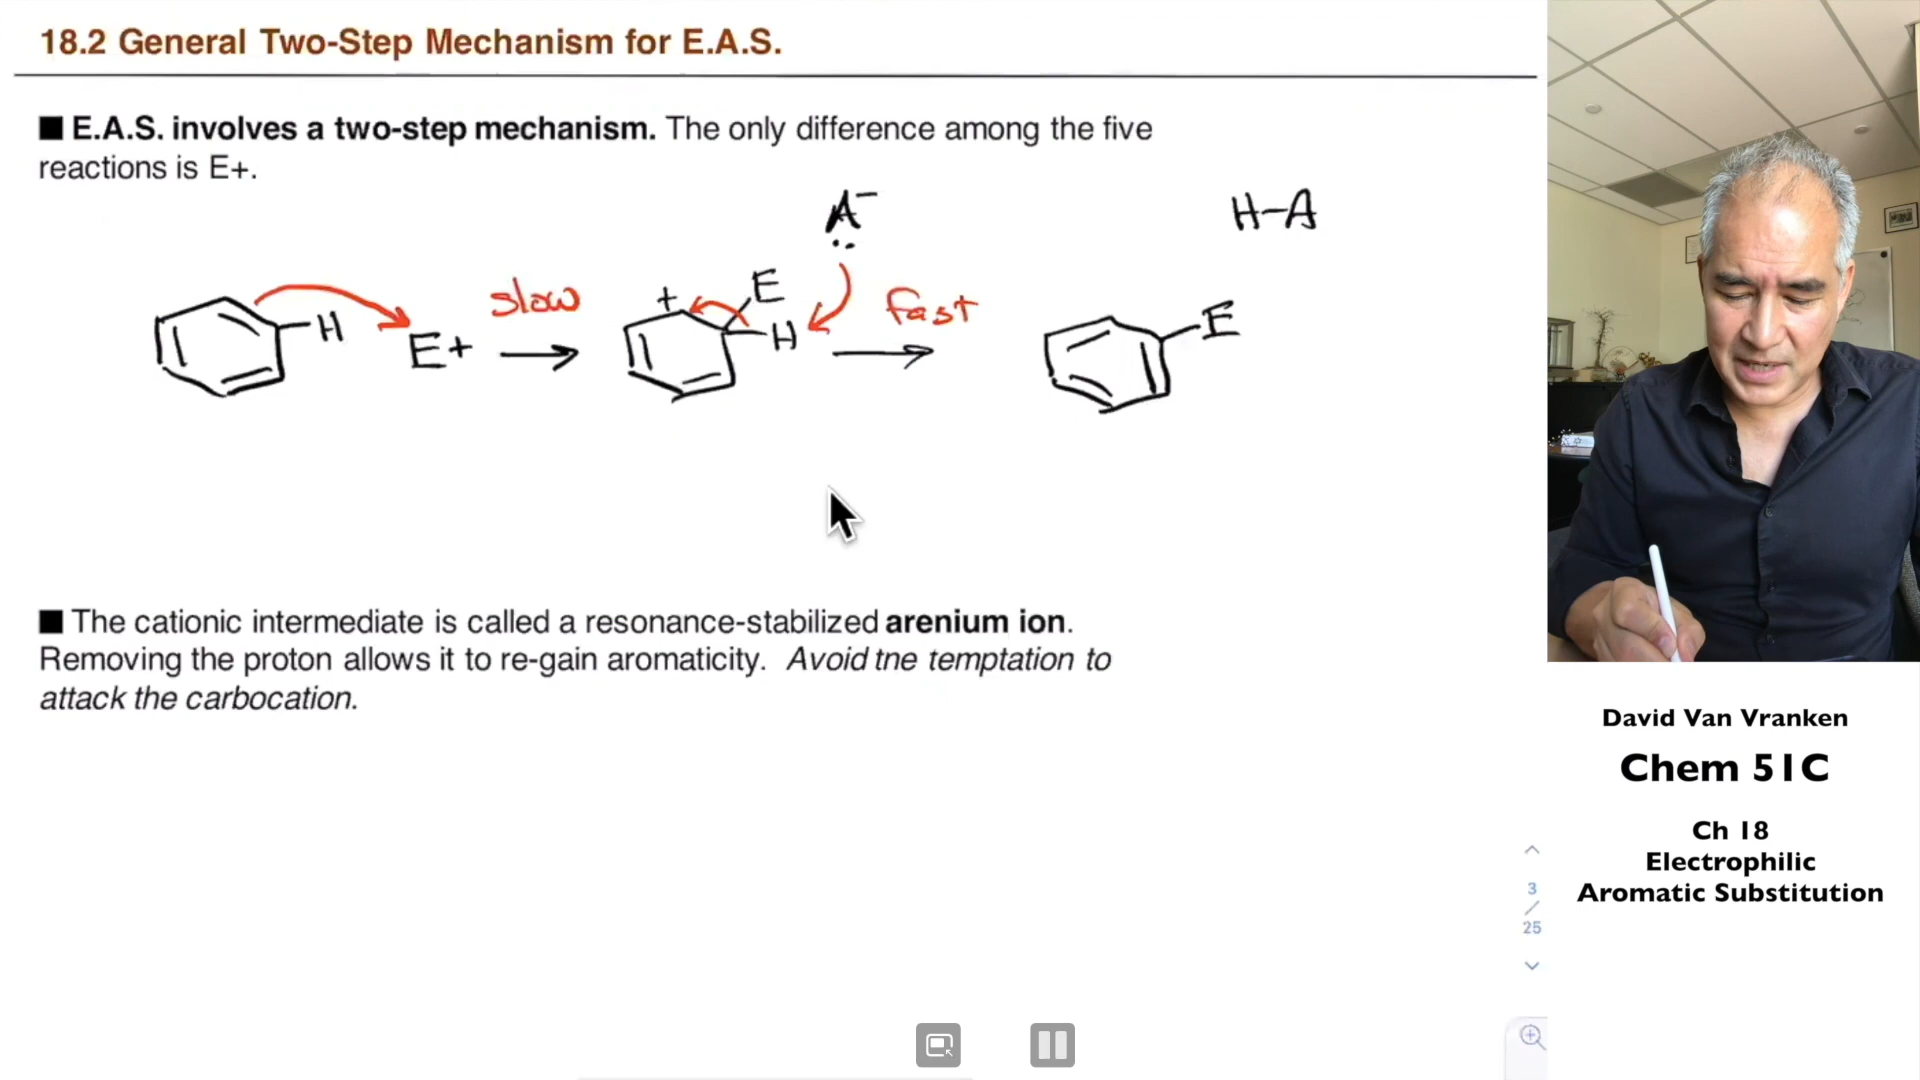 18.2 General Two-Step Mechanism for E.A.S.
■ E.A.S. involves a two-step mechanism. The only difference among the five
reactions is E+.
A⁻
H-A
H
E+
slow
+
E
H
fast
E
■ The cationic intermediate is called a resonance-stabilized arenium ion.
Removing the proton allows it to re-gain aromaticity. Avoid tne temptation to
attack the carbocation.
David Van Vranken
Chem 51C
Ch 18
Electrophilic
Aromatic Substitution
3
/
25